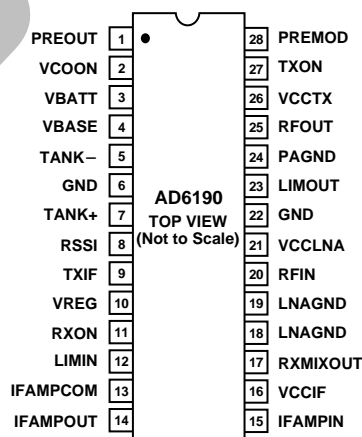 PREOUT 1 28 PREMOD
VCOON 2 27 TXON
VBATT 3 26 VCCTX
VBASE 4 25 RFOUT
TANK− 5 24 PAGND
GND 6 23 LIMOUT
AD6190
TANK+ 7 22 GND
TOP VIEW
RSSI 8 (Not to Scale) 21 VCCLNA
TXIF 9 20 RFIN
VREG 10 19 LNAGND
RXON 11 18 LNAGND
LIMIN 12 17 RXMIXOUT
IFAMPCOM 13 16 VCCIF
IFAMPOUT 14 15 IFAMPIN